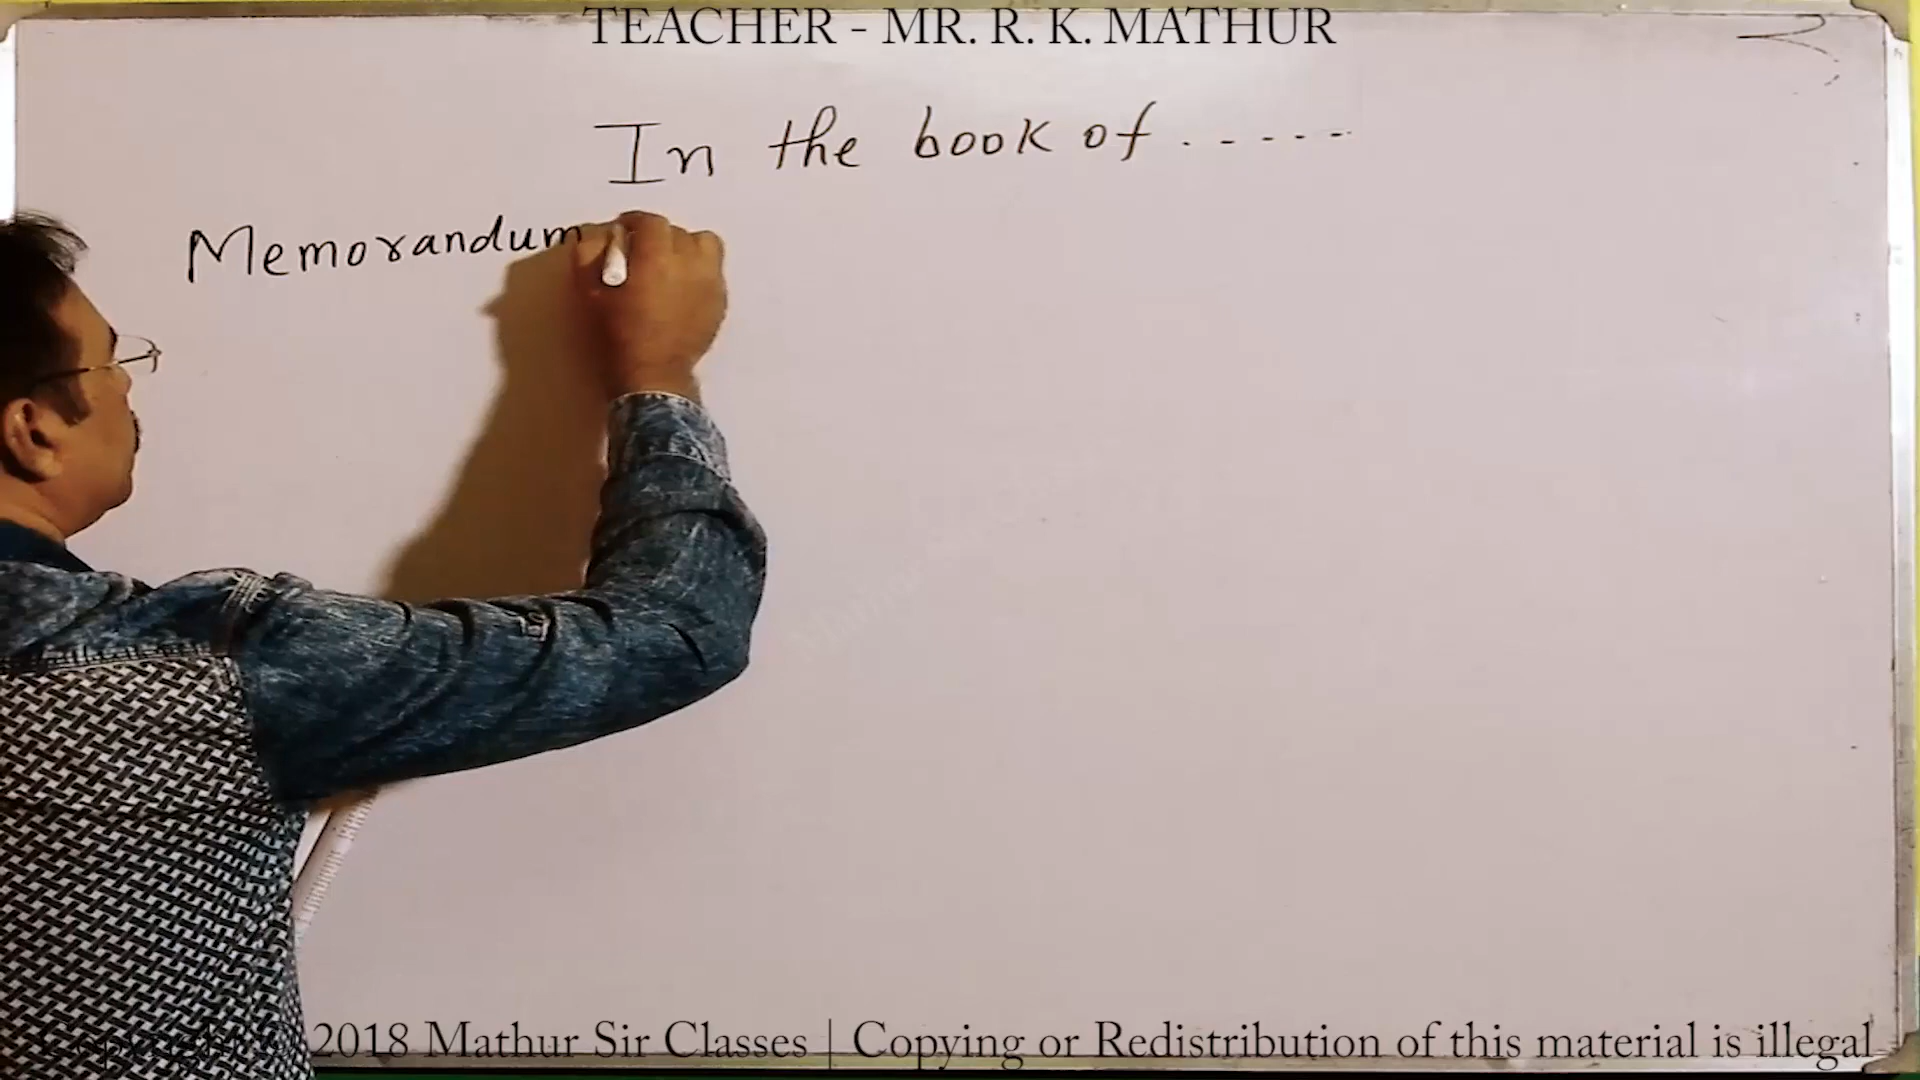 TEACHER - MR. R. K. MATHUR
In the book of .....
Memorandum
2018 Mathur Sir Classes | Copying or Redistribution of this material is illegal